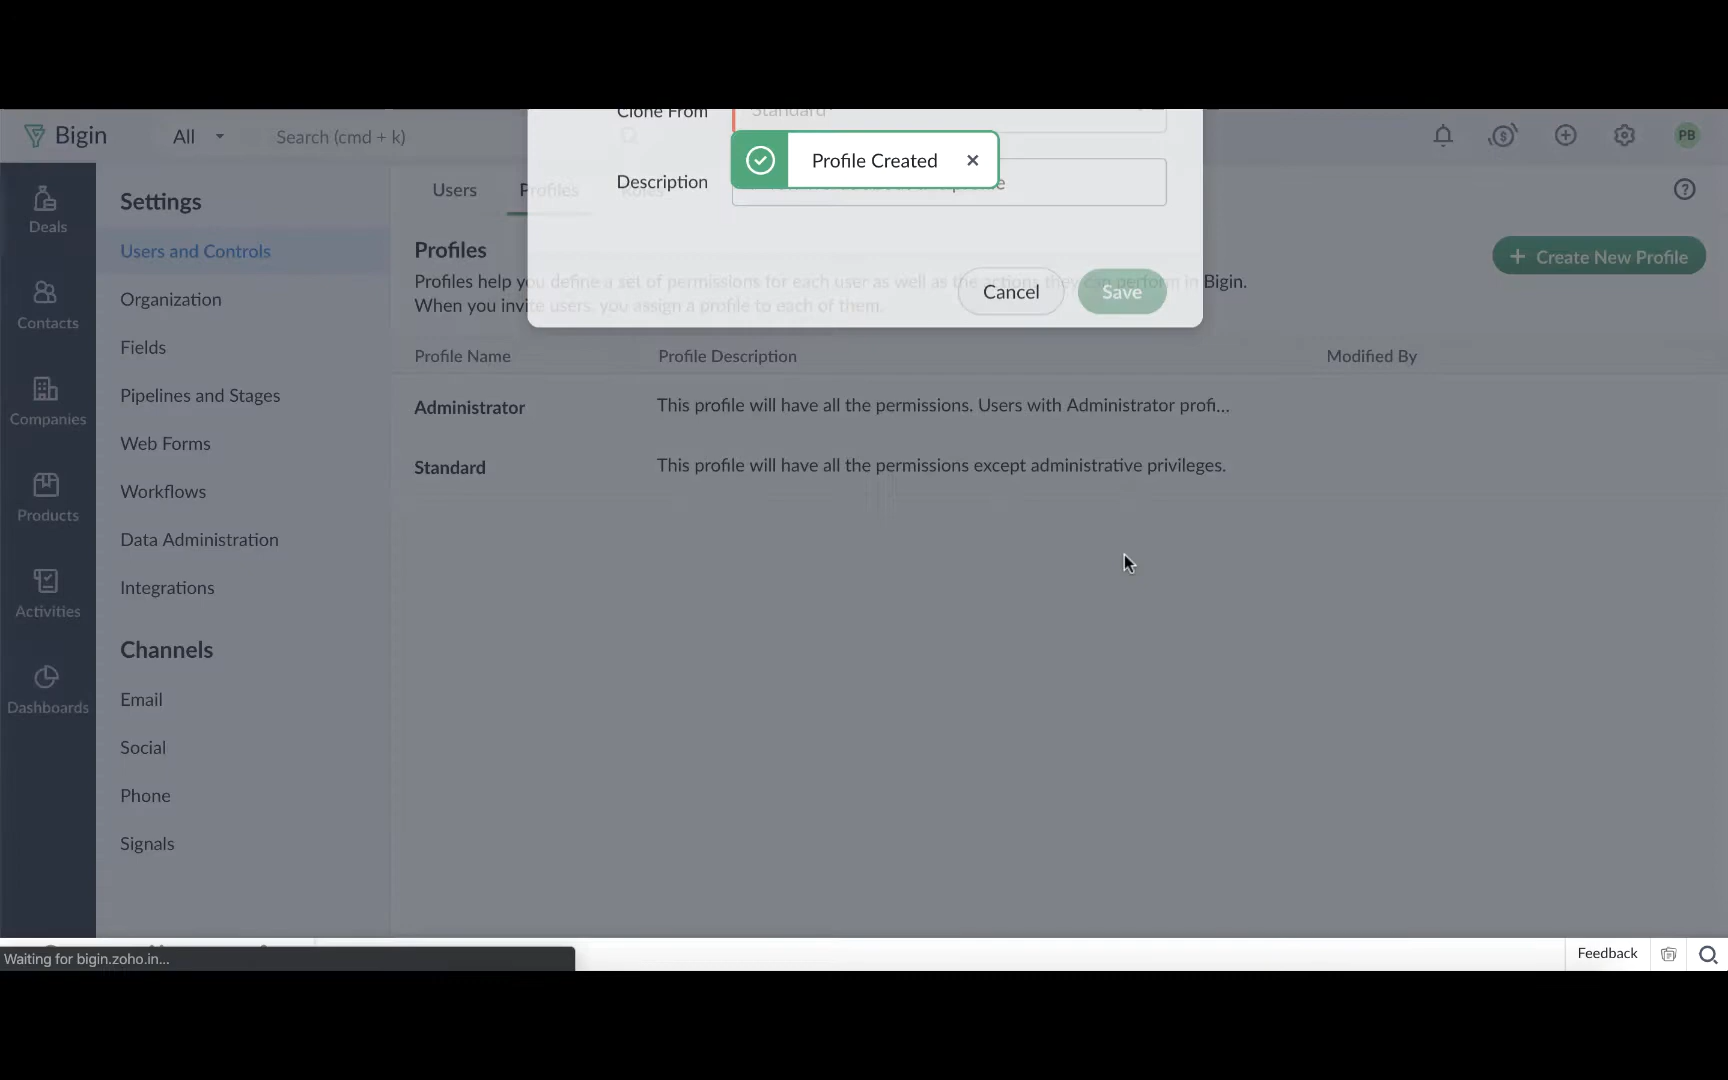 Clone From
Standard
Bigin
All
Search (cmd + k)
PB
Profile Created
Description
Users
Profiles
Roles
Settings
Users and Controls
Organization
Fields
Pipelines and Stages
Web Forms
Workflows
Data Administration
Integrations
Channels
Email
Social
Phone
Signals
Deals
Contacts
Companies
Products
Activities
Dashboards
Profiles
Create New Profile
Profiles help you define a set of permissions for each user as well as the actions they can perform in Bigin.
When you invite users, you assign a profile to each of them.
Cancel
Save
Profile Name
Profile Description
Modified By
Administrator
This profile will have all the permissions. Users with Administrator profi...
Standard
This profile will have all the permissions except administrative privileges.
Waiting for bigin.zoho.in...
Feedback